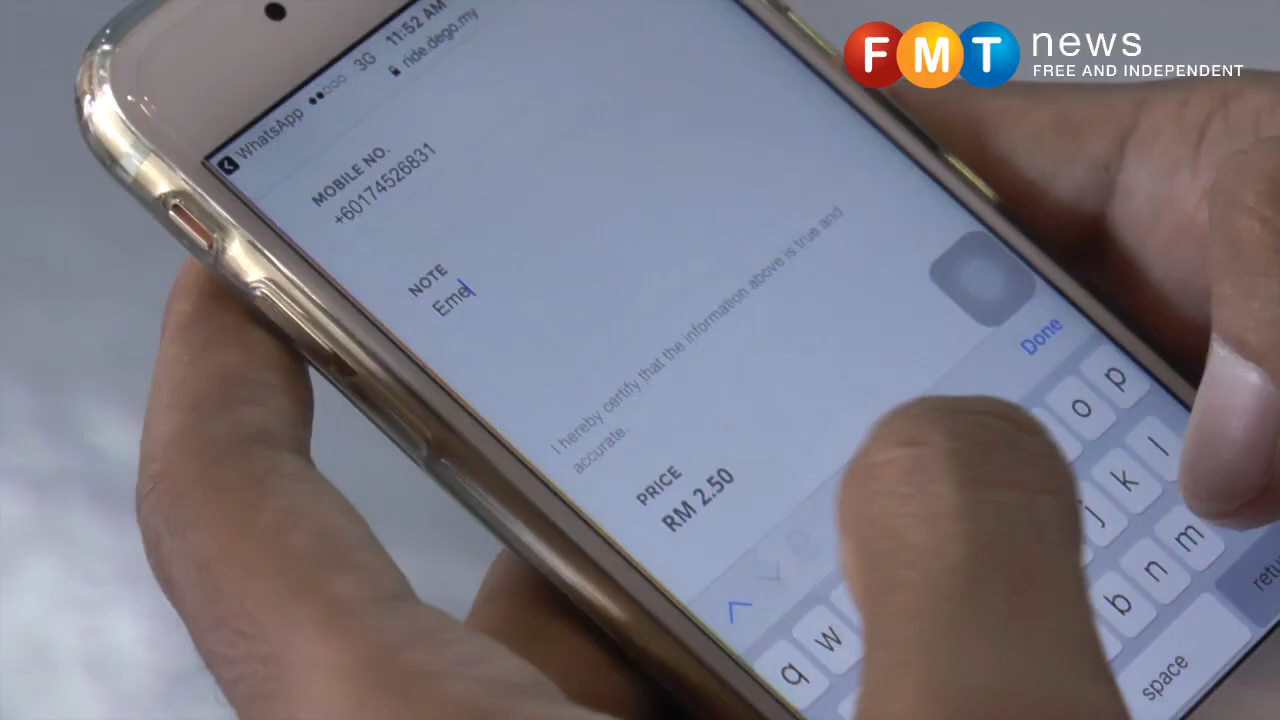 FMT news
FREE AND INDEPENDENT
WhatsApp 3G 11:52 AM
ride.dego.my
MOBILE NO.
+60174526831
NOTE
Eme
I hereby certify that the information above is true and
accurate.
PRICE
RM 2.50
Done
q w o p
j k l
b n m
space